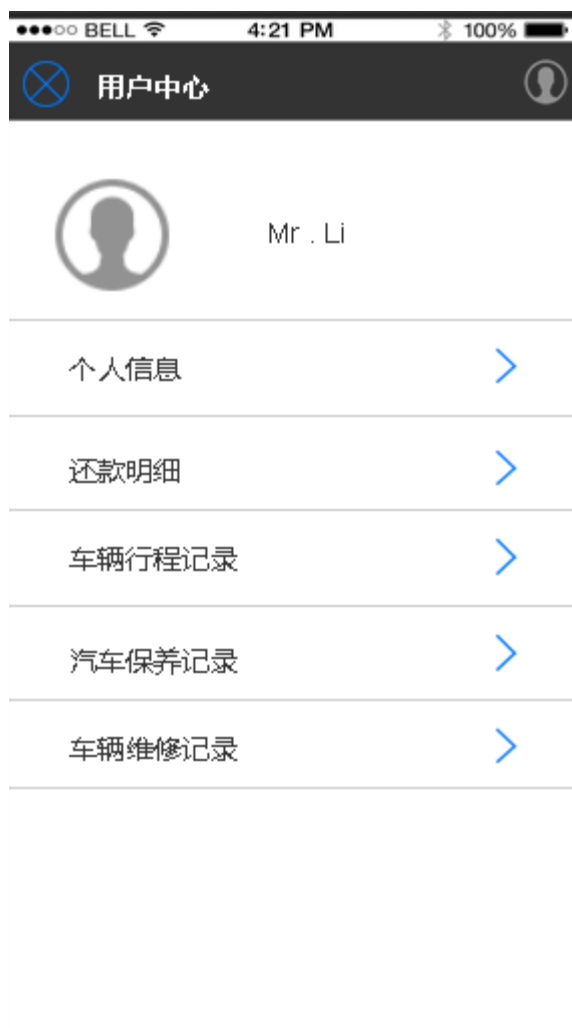 BELL 4:21 PM 100%
用户中心
Mr . Li
个人信息
还款明细
车辆行程记录
汽车保养记录
车辆维修记录